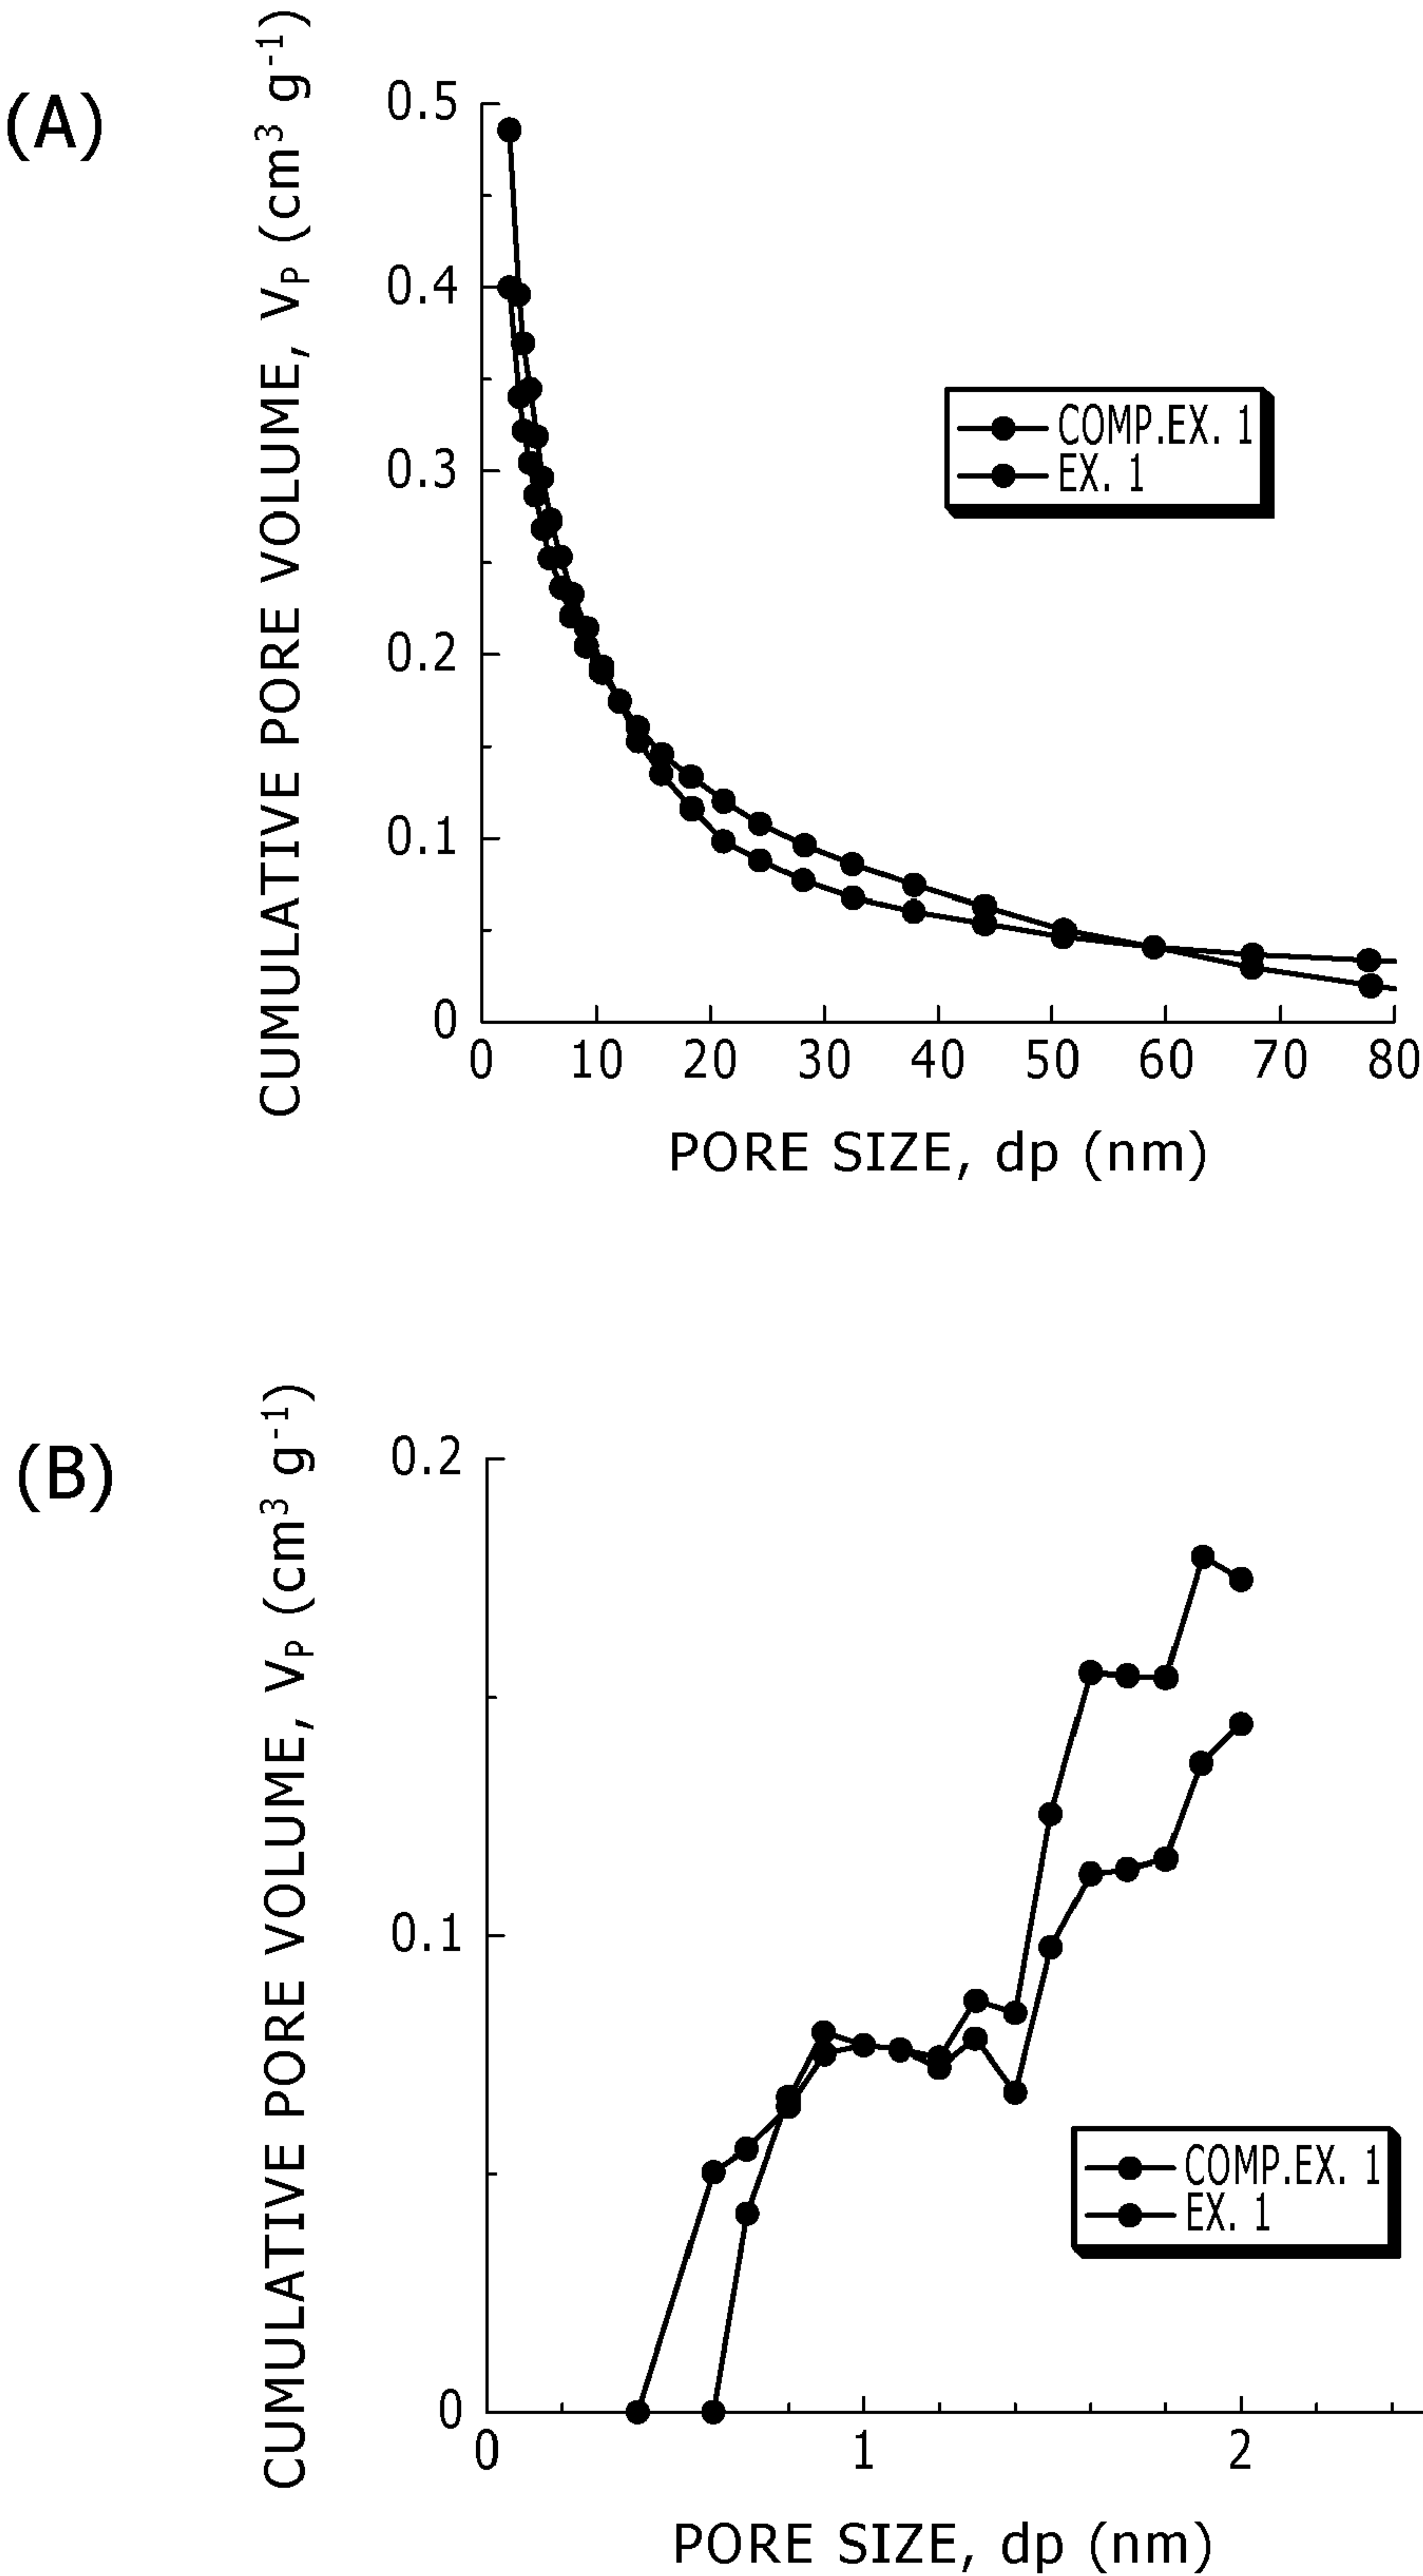 (A)
CUMULATIVE PORE VOLUME, VP (cm3 g-1)
0.5
0.4
0.3
0.2
0.1
0
COMP.EX. 1
EX. 1
0 10 20 30 40 50 60 70 80
PORE SIZE, dp (nm)
(B)
CUMULATIVE PORE VOLUME, VP (cm3 g-1)
0.2
0.1
0
COMP.EX. 1
EX. 1
0 1 2
PORE SIZE, dp (nm)